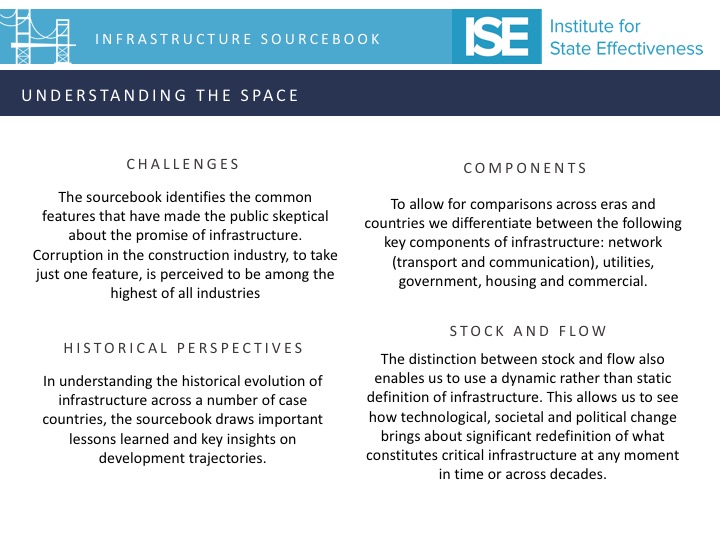 INFRASTRUCTURE SOURCEBOOK
ISE
Institute for
State Effectiveness
UNDERSTANDING THE SPACE
CHALLENGES
The sourcebook identifies the common
features that have made the public skeptical
about the promise of infrastructure.
Corruption in the construction industry, to take
just one feature, is perceived to be among the
highest of all industries
HISTORICAL PERSPECTIVES
In understanding the historical evolution of
infrastructure across a number of case
countries, the sourcebook draws important
lessons learned and key insights on
development trajectories.
COMPONENTS
To allow for comparisons across eras and
countries we differentiate between the following
key components of infrastructure: network
(transport and communication), utilities,
government, housing and commercial.
STOCK AND FLOW
The distinction between stock and flow also
enables us to use a dynamic rather than static
definition of infrastructure. This allows us to see
how technological, societal and political change
brings about significant redefinition of what
constitutes critical infrastructure at any moment
in time or across decades.